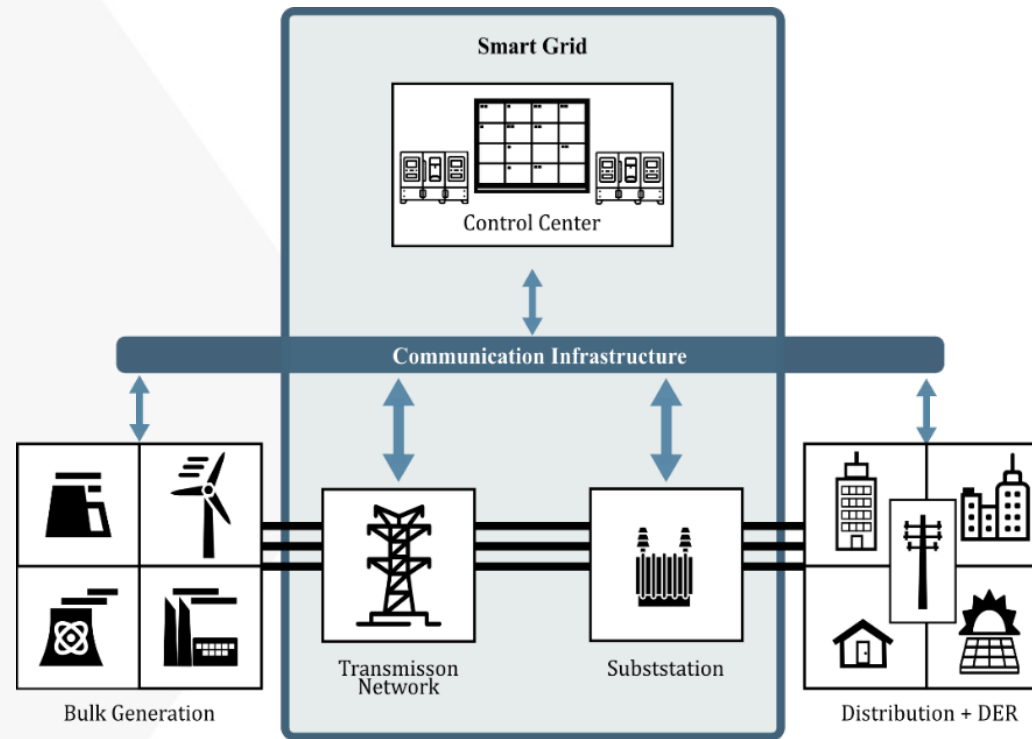 Smart Grid
Control Center
Communication Infrastructure
Transmisson
Network
Subststation
Bulk Generation
Distribution + DER